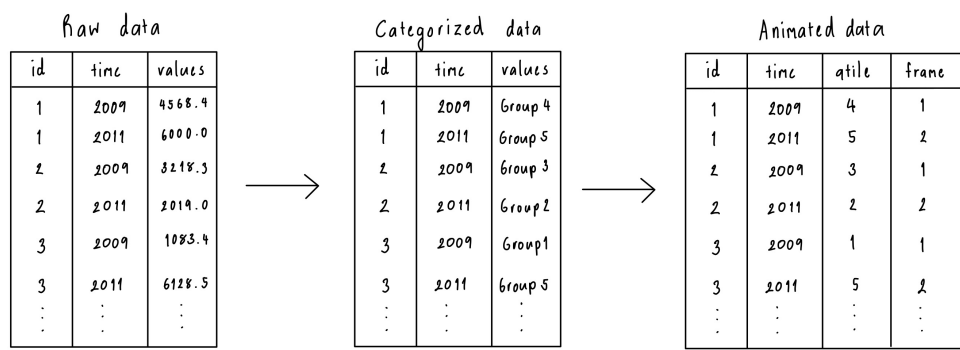 Raw data
id time values
1 2009 4568.4
1 2011 6000.0
2 2009 3218.3
2 2011 2019.0
3 2009 1083.4
3 2011 6128.5
Categorized data
id time values
1 2009 Group 4
1 2011 Group 5
2 2009 Group 3
2 2011 Group 2
3 2009 Group 1
3 2011 Group 5
Animated data
id time qtile frame
1 2009 4 1
1 2011 5 2
2 2009 3 1
2 2011 2 2
3 2009 1 1
3 2011 5 2